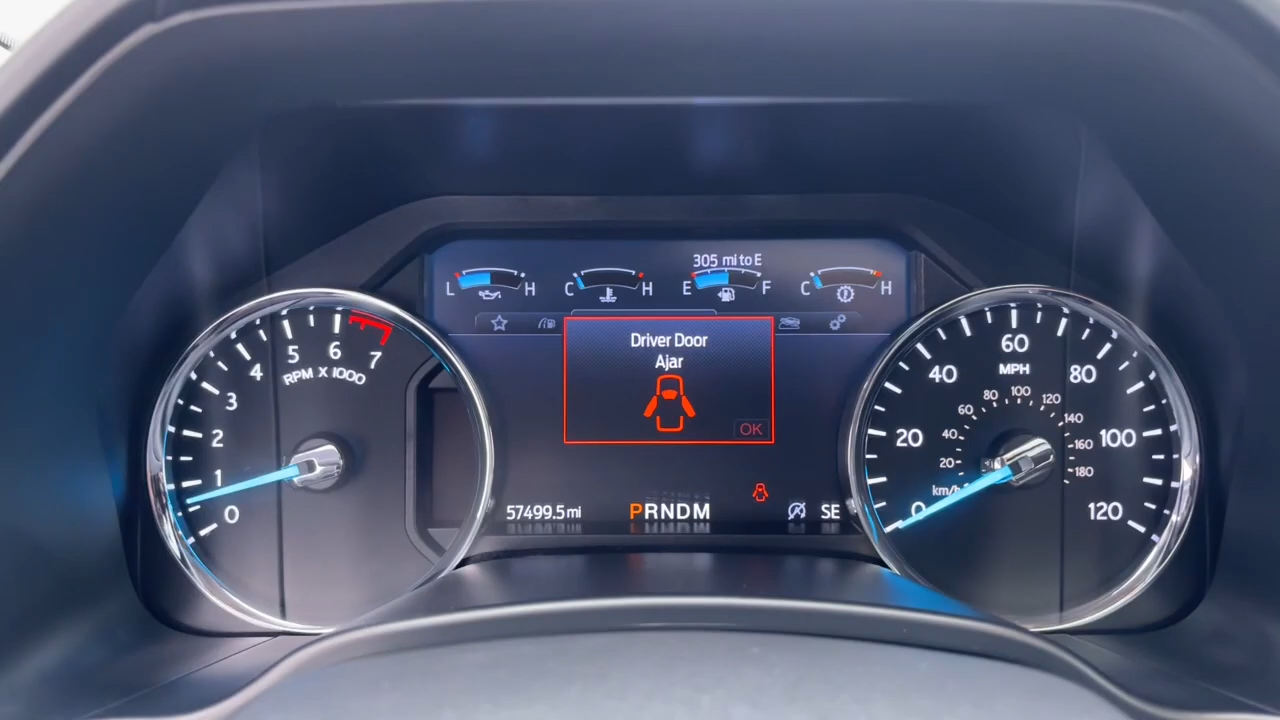 305 mi to E
L H C H E F C H
Driver Door
Ajar
OK
57499.5 mi
PRNDM
SE
0 1 2 3 4 5 6 7
RPM X 1000
0 20 40 60 80 100 120
MPH
20 40 60 80 100 120 140 160 180
km/h